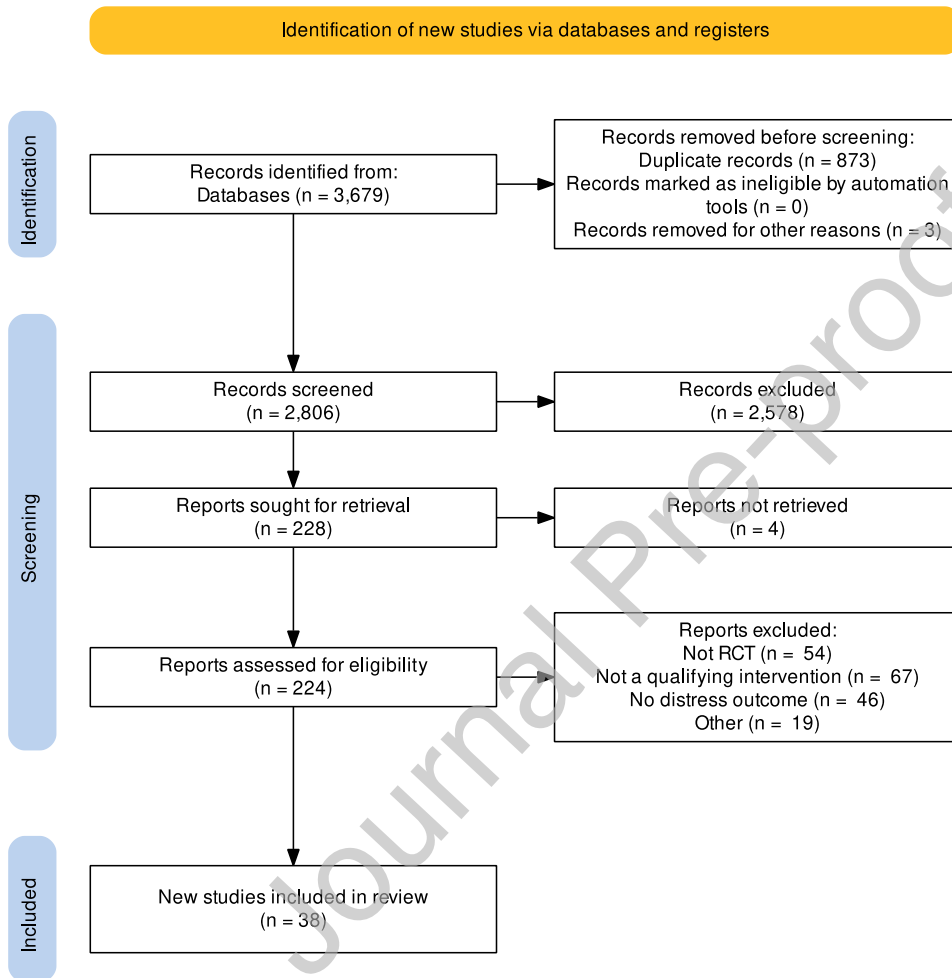 Identification of new studies via databases and registers
Identification
Records identified from:
Databases (n = 3,679)
Records removed before screening:
Duplicate records (n = 873)
Records marked as ineligible by automation
tools (n = 0)
Records removed for other reasons (n = 3)
Screening
Records screened
(n = 2,806)
Records excluded
(n = 2,578)
Reports sought for retrieval
(n = 228)
Reports not retrieved
(n = 4)
Reports assessed for eligibility
(n = 224)
Reports excluded:
Not RCT (n = 54)
Not a qualifying intervention (n = 67)
No distress outcome (n = 46)
Other (n = 19)
Included
New studies included in review
(n = 38)
Journal Pre-proof